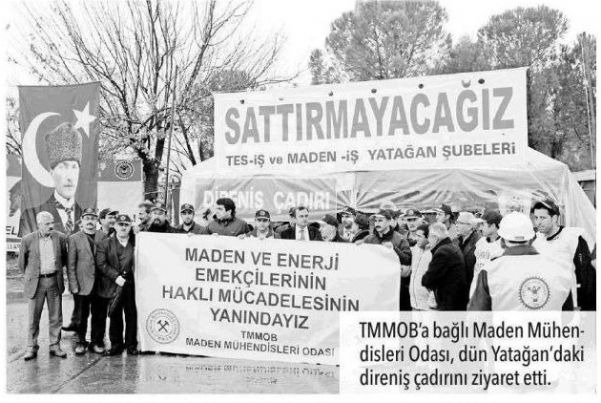 SATTIRMAYACAĞIZ
TES-İŞ ve MADEN -İŞ YATAĞAN ŞUBELERİ
DİRENİŞ ÇADIRI
MADEN VE ENERJİ
EMEKÇİLERİNİN
HAKLI MÜCADELESİNİN
YANINDAYIZ
TMMOB
MADEN MÜHENDİSLERİ ODASI
TMMOB’a bağlı Maden Mühen-
disleri Odası, dün Yatağan’daki
direniş çadırını ziyaret etti.